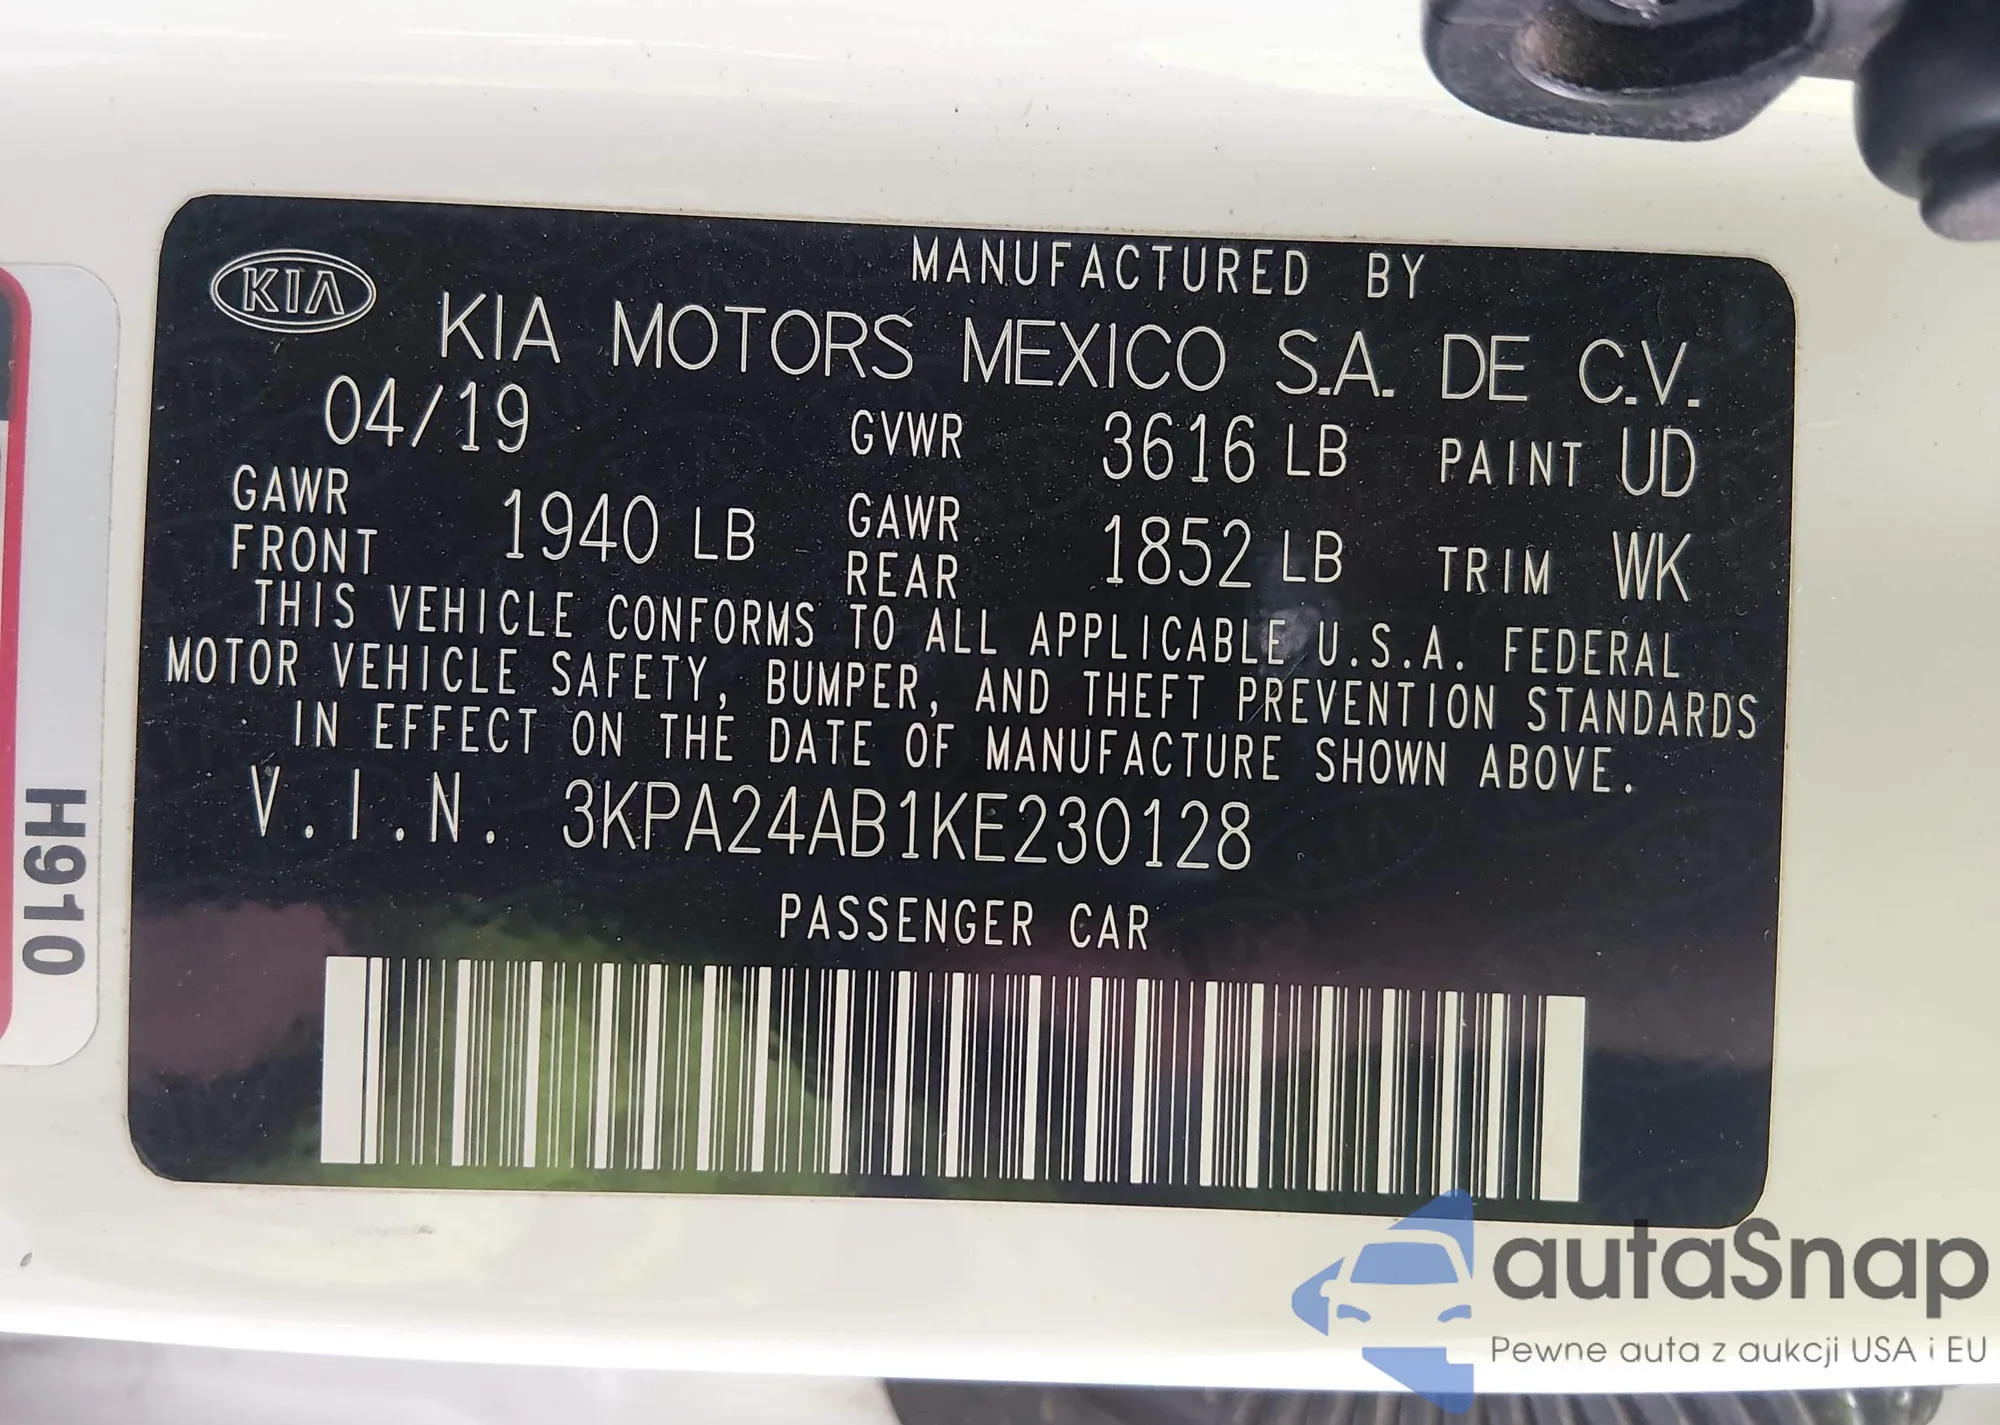 MANUFACTURED BY
KIA
KIA MOTORS MEXICO S.A. DE C.V.
04/19 GVWR 3616 LB PAINT UD
GAWR FRONT 1940 LB GAWR REAR 1852 LB TRIM WK
THIS VEHICLE CONFORMS TO ALL APPLICABLE U.S.A. FEDERAL
MOTOR VEHICLE SAFETY, BUMPER, AND THEFT PREVENTION STANDARDS
IN EFFECT ON THE DATE OF MANUFACTURE SHOWN ABOVE.
V.I.N. 3KPA24AB1KE230128
PASSENGER CAR
H910
autaSnap
Pewne auta z aukcji USA i EU